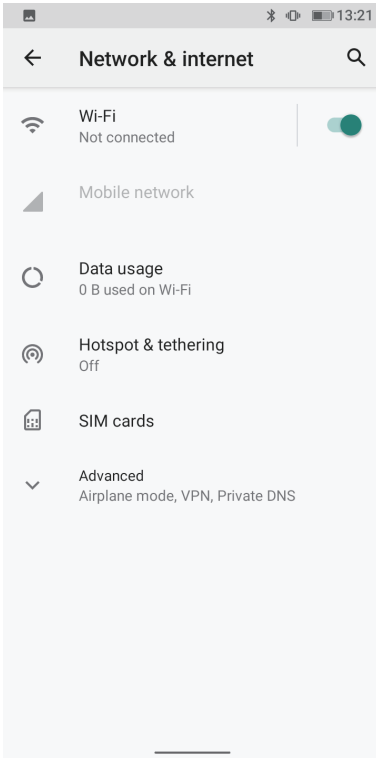 13:21
Network & internet
Wi-Fi
Not connected
Mobile network
Data usage
0 B used on Wi-Fi
Hotspot & tethering
Off
SIM cards
Advanced
Airplane mode, VPN, Private DNS